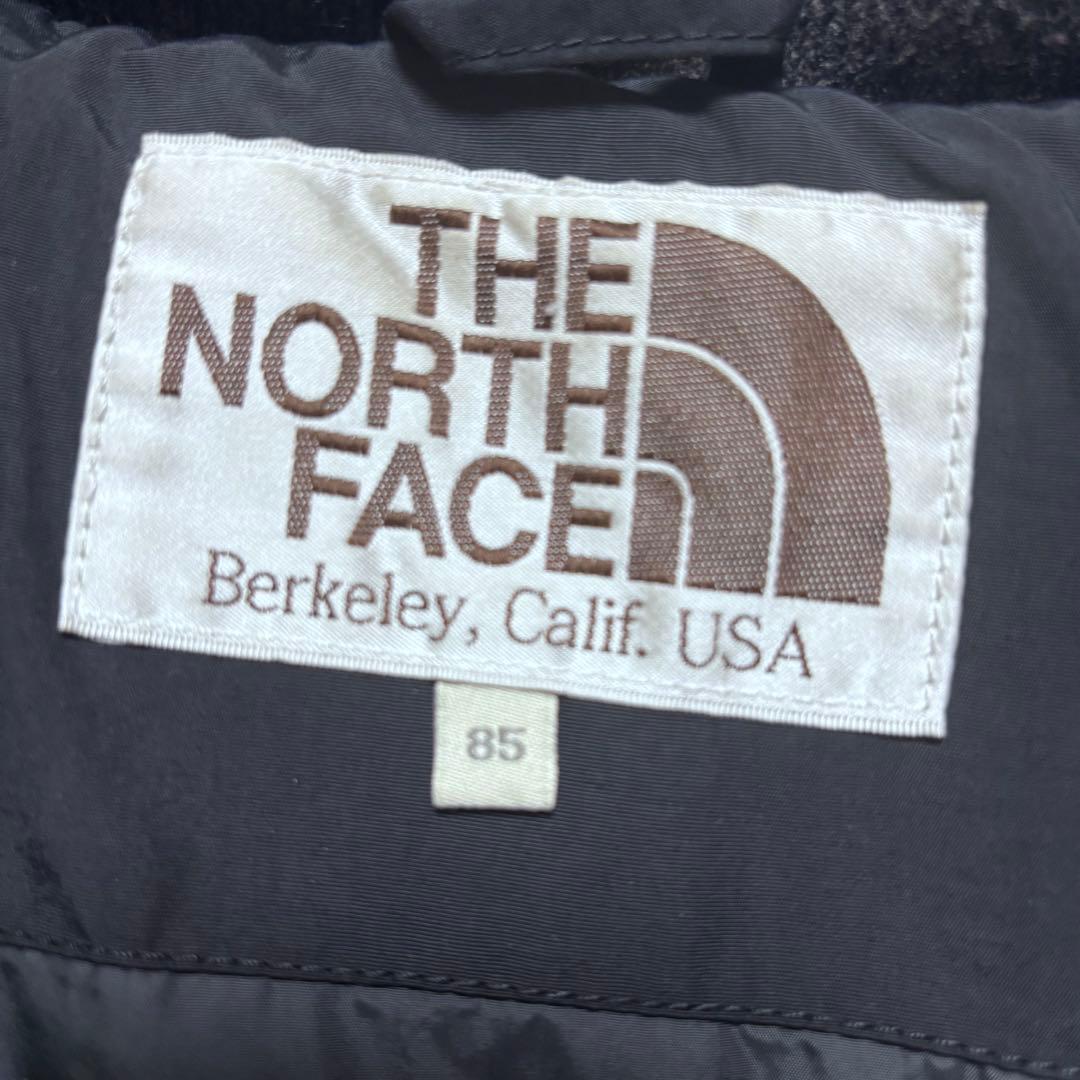 THE
NORTH
FACE
Berkeley, Calif. USA
85